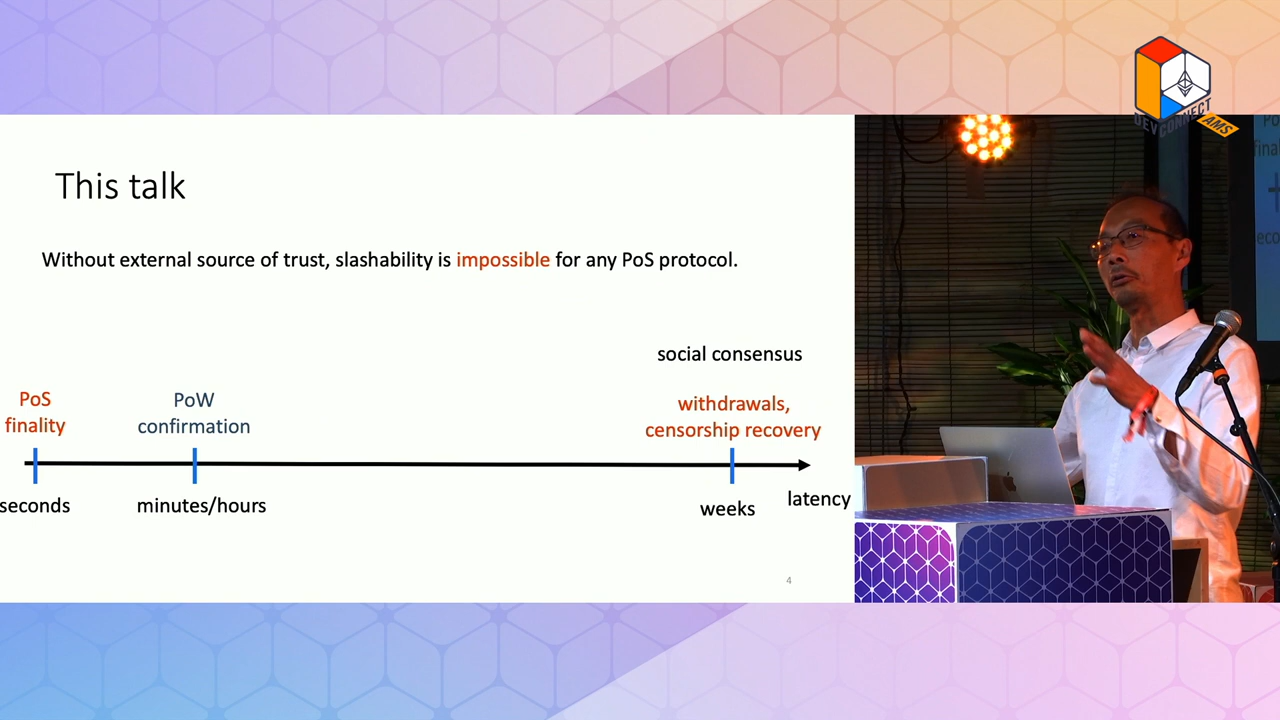 DEVCONNECT
AMS
This talk
Without external source of trust, slashability is impossible for any PoS protocol.
social consensus
PoS
finality
PoW
confirmation
withdrawals,
censorship recovery
seconds
minutes/hours
weeks
latency
4